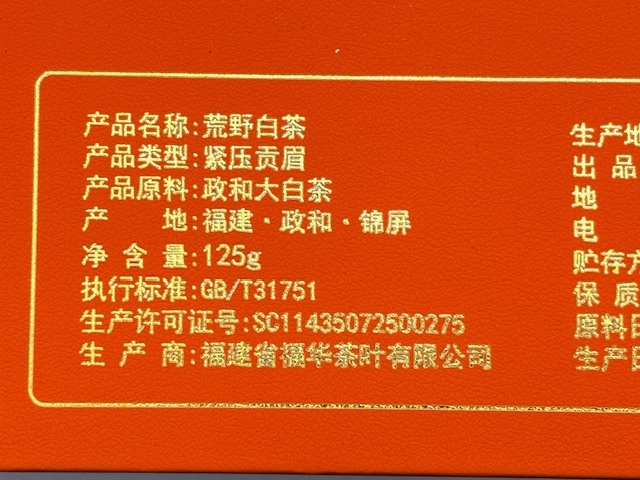 产品名称:荒野白茶
产品类型:紧压贡眉
产品原料:政和大白茶
产 地:福建·政和·锦屏
净含量:125g
执行标准:GB/T31751
生产许可证号:SC11435072500275
生产商:福建省福华茶叶有限公司
生产地
出品
地
电
贮存方
保质
原料日
生产日